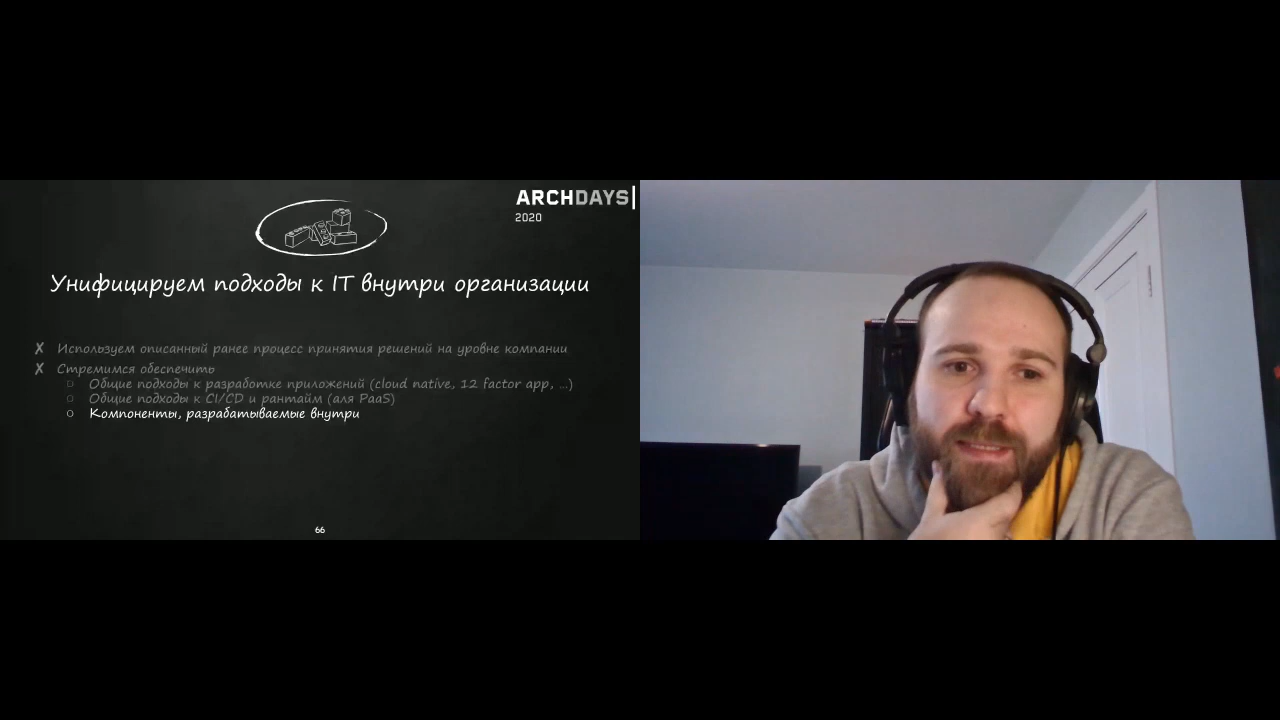 ARCHDAYS
2020
Унифицируем подходы к IT внутри организации
✗ Используем описанный ранее процесс принятия решений на уровне компании
✗ Стремимся обеспечить
Общие подходы к разработке приложений (cloud native, 12 factor app, ...)
Общие подходы к CI/CD и рантайм (аля PaaS)
Компоненты, разрабатываемые внутри
66